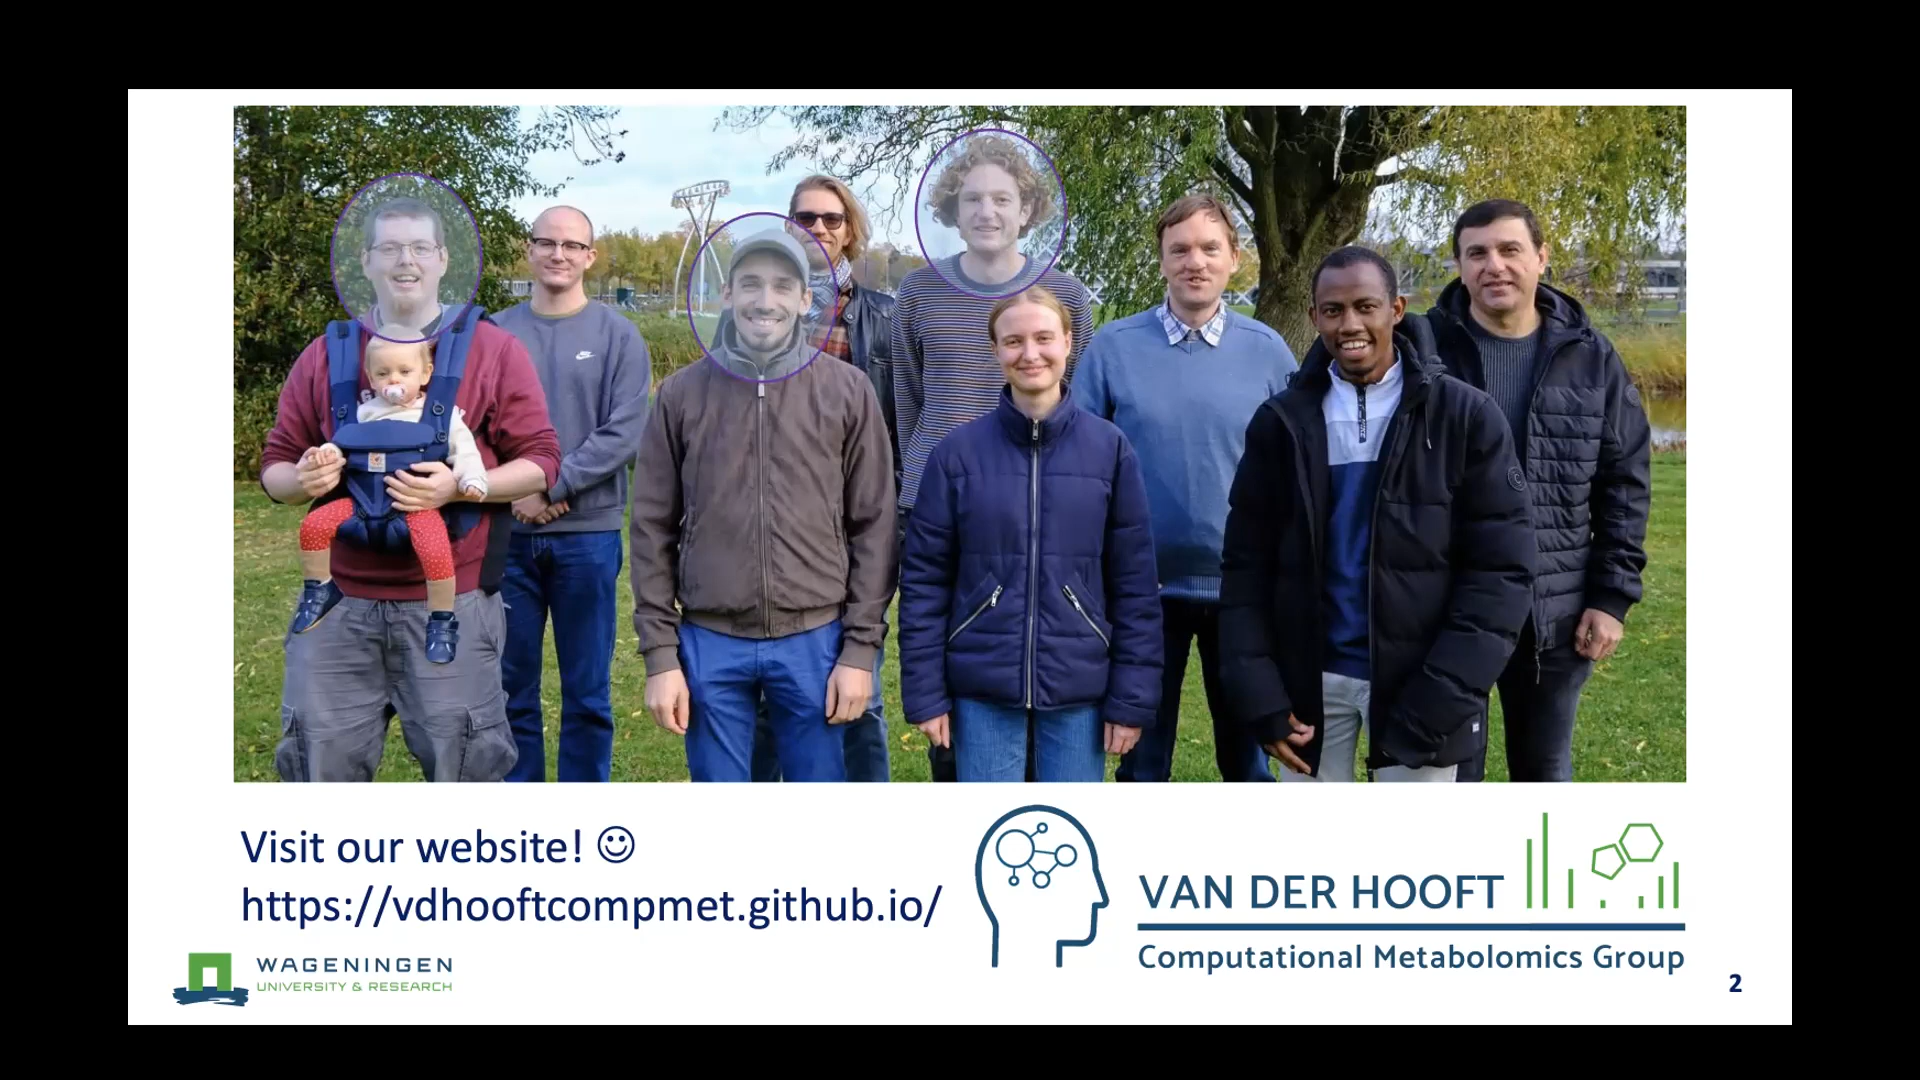 Visit our website! ☺
https://vdhooftcompmet.github.io/
VAN DER HOOFT
Computational Metabolomics Group
WAGENINGEN
UNIVERSITY & RESEARCH
2